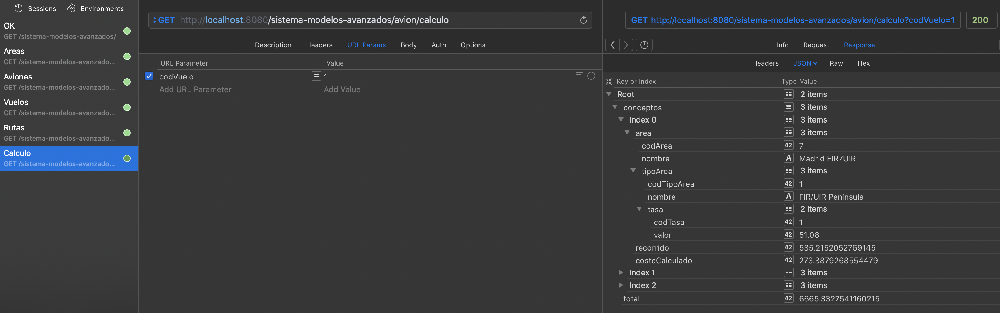 Sessions Environments
OK
GET /sistema-modelos-avanzados/
Areas
GET /sistema-modelos-avanzado...
Aviones
GET /sistema-modelos-avanzado...
Vuelos
GET /sistema-modelos-avanzado...
Rutas
GET /sistema-modelos-avanzado...
Calculo
GET /sistema-modelos-avanzado...
GET http://localhost:8080/sistema-modelos-avanzados/avion/calculo
Description Headers URL Params Body Auth Options
URL Parameter Value
codVuelo = 1
Add URL Parameter Add Value
GET http://localhost:8080/sistema-modelos-avanzados/avion/calculo?codVuelo=1 200
Info Request Response
Headers JSON Raw Hex
Key or Index Type Value
Root 2 items
conceptos 3 items
Index 0 3 items
area 3 items
codArea 42 7
nombre A Madrid FIR7UIR
tipoArea 3 items
codTipoArea 42 1
nombre A FIR/UIR Península
tasa 2 items
codTasa 42 1
valor 42 51.08
recorrido 42 535.2152052769145
costeCalculado 42 273.3879268554479
Index 1 3 items
Index 2 3 items
total 42 6665.3327541160215